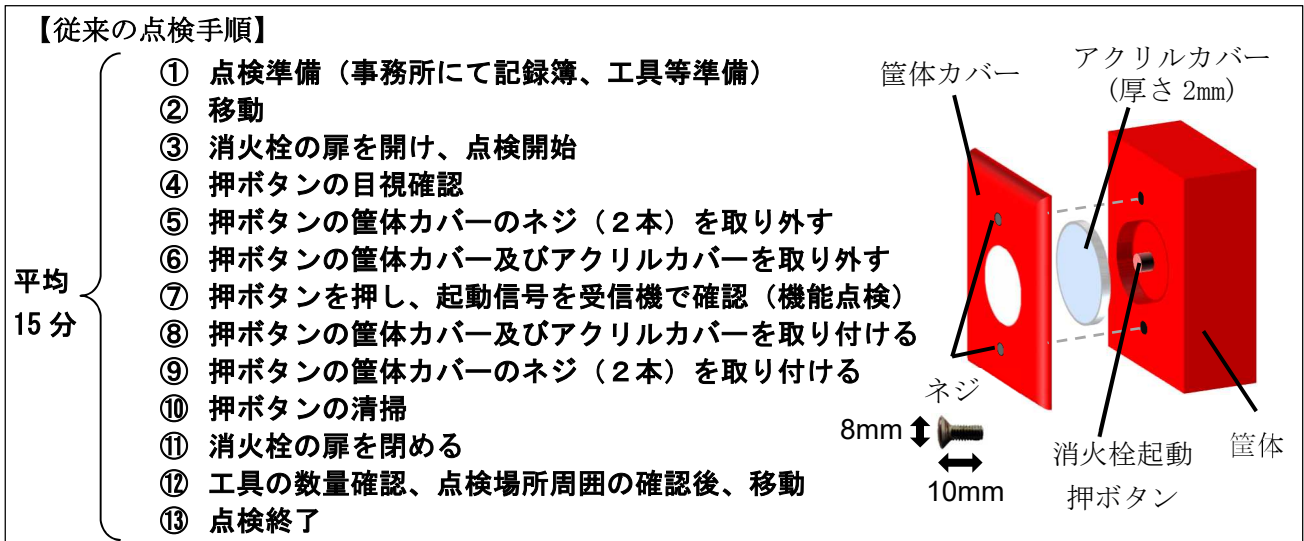 【従来の点検手順】
① 点検準備（事務所にて記録簿、工具等準備）
② 移動
③ 消火栓の扉を開け、点検開始
④ 押ボタンの目視確認
⑤ 押ボタンの筐体カバーのネジ（２本）を取り外す
⑥ 押ボタンの筐体カバー及びアクリルカバーを取り外す
⑦ 押ボタンを押し、起動信号を受信機で確認（機能点検）
⑧ 押ボタンの筐体カバー及びアクリルカバーを取り付ける
⑨ 押ボタンの筐体カバーのネジ（２本）を取り付ける
⑩ 押ボタンの清掃
⑪ 消火栓の扉を閉める
⑫ 工具の数量確認、点検場所周囲の確認後、移動
⑬ 点検終了
平均
15 分
筐体カバー
アクリルカバー
(厚さ 2mm)
ネジ
8mm
10mm
消火栓起動
押ボタン
筐体